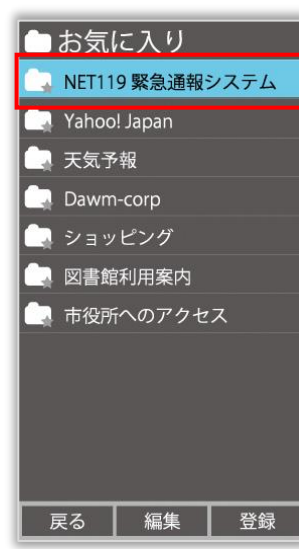 お気に入り
NET119 緊急通報システム
Yahoo! Japan
天気予報
Dawm-corp
ショッピング
図書館利用案内
市役所へのアクセス
戻る 編集 登録